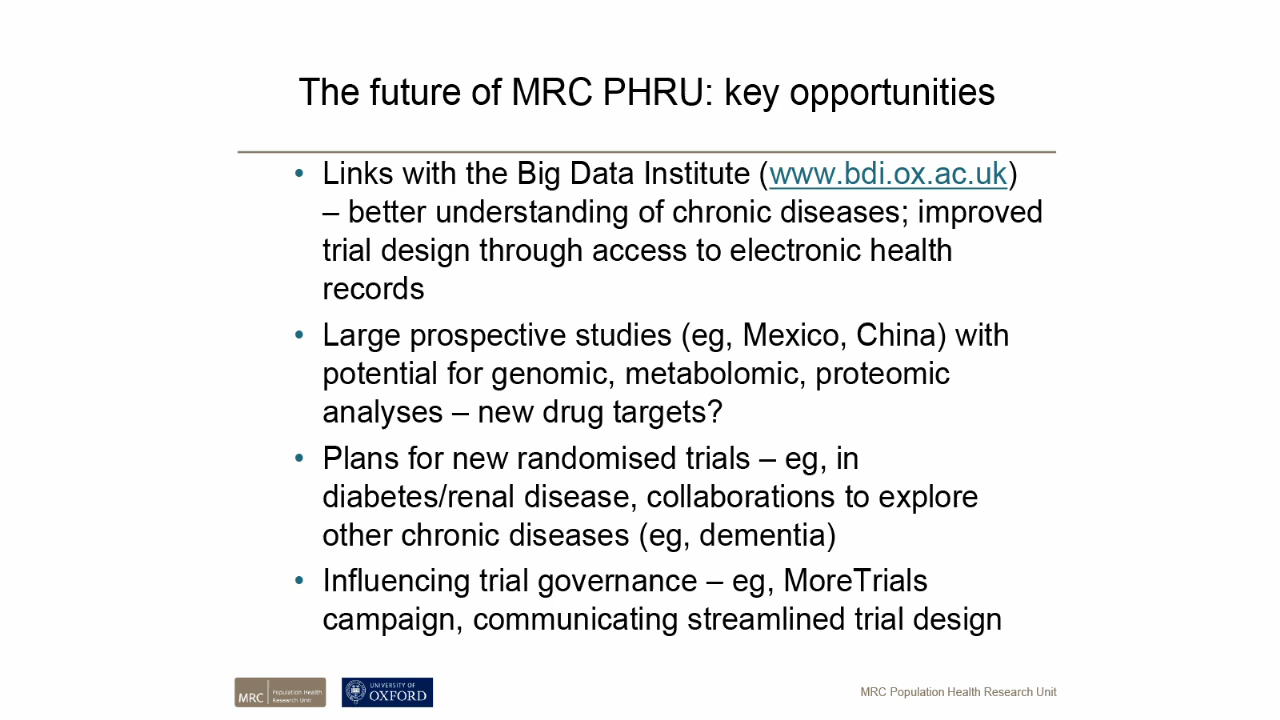 The future of MRC PHRU: key opportunities
• Links with the Big Data Institute (www.bdi.ox.ac.uk)
– better understanding of chronic diseases; improved
trial design through access to electronic health
records
• Large prospective studies (eg, Mexico, China) with
potential for genomic, metabolomic, proteomic
analyses – new drug targets?
• Plans for new randomised trials – eg, in
diabetes/renal disease, collaborations to explore
other chronic diseases (eg, dementia)
• Influencing trial governance – eg, MoreTrials
campaign, communicating streamlined trial design
MRC
Population Health
Research Unit
UNIVERSITY OF
OXFORD
MRC Population Health Research Unit